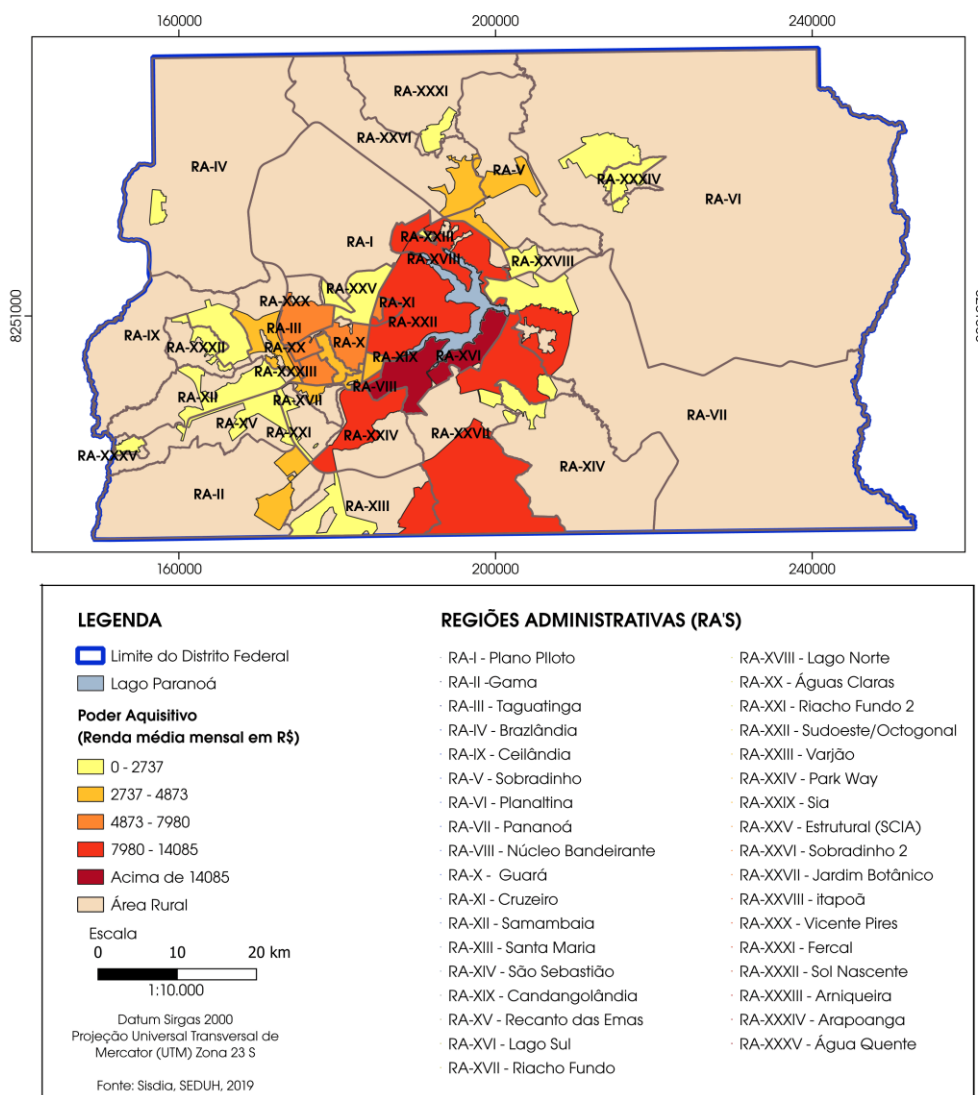 160000
200000
240000
RA-XXXI
RA-XXVI
RA-IV
RA-V
RA-XXXIV
RA-VI
RA-I
RA-XXIII
RA-XVIII
RA-XXVIII
RA-XXV
RA-XXX
RA-XI
8251000
RA-IX
RA-III
RA-XXII
RA-XXXII
RA-XX
RA-X
RA-XIX
RA-XVI
RA-XXXIII
RA-VIII
RA-XII
RA-XVII
RA-VII
RA-XV
RA-XXI
RA-XXIV
RA-XXVII
RA-XXXV
RA-XIV
RA-II
RA-XIII
160000
200000
240000
LEGENDA
Limite do Distrito Federal
Lago Paranoá
Poder Aquisitivo
(Renda média mensal em R$)
0 - 2737
2737 - 4873
4873 - 7980
7980 - 14085
Acima de 14085
Área Rural
Escala
0 10 20 km
1:10.000
Datum Sirgas 2000
Projeção Universal Transversal de
Mercator (UTM) Zona 23 S
Fonte: Sisdia, SEDUH, 2019
REGIÕES ADMINISTRATIVAS (RA'S)
RA-I - Plano PIloto
RA-II -Gama
RA-III - Taguatinga
RA-IV - Brazlândia
RA-IX - Ceilândia
RA-V - Sobradinho
RA-VI - Planaltina
RA-VII - Pananoá
RA-VIII - Núcleo Bandeirante
RA-X - Guará
RA-XI - Cruzeiro
RA-XII - Samambaia
RA-XIII - Santa Maria
RA-XIV - São Sebastião
RA-XIX - Candangolândia
RA-XV - Recanto das Emas
RA-XVI - Lago Sul
RA-XVII - Riacho Fundo
RA-XVIII - Lago Norte
RA-XX - Águas Claras
RA-XXI - Riacho Fundo 2
RA-XXII - Sudoeste/Octogonal
RA-XXIII - Varjão
RA-XXIV - Park Way
RA-XXIX - Sia
RA-XXV - Estrutural (SCIA)
RA-XXVI - Sobradinho 2
RA-XXVII - Jardim Botânico
RA-XXVIII - itapoã
RA-XXX - Vicente Pires
RA-XXXI - Fercal
RA-XXXII - Sol Nascente
RA-XXXIII - Arniqueira
RA-XXXIV - Arapoanga
RA-XXXV - Água Quente